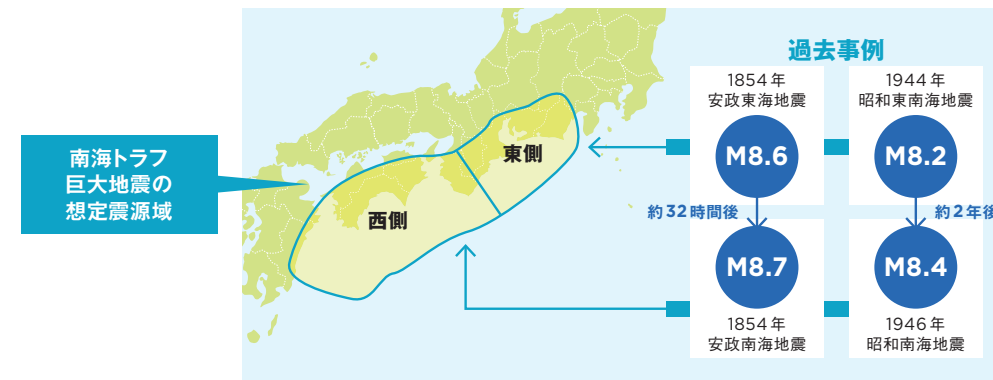 南海トラフ
巨大地震の
想定震源域
西側
東側
過去事例
1854年
安政東海地震
M8.6
約32時間後
M8.7
1854年
安政南海地震
1944年
昭和東南海地震
M8.2
約2年後
M8.4
1946年
昭和南海地震